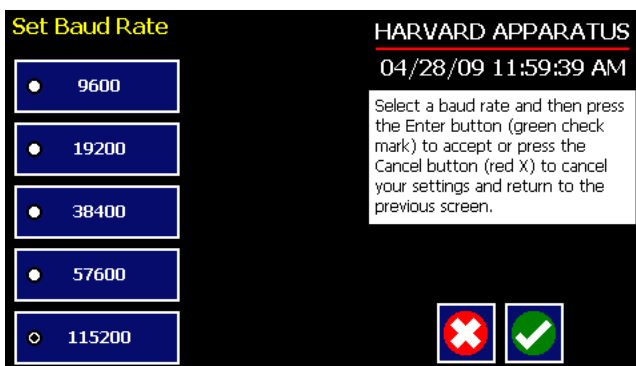 Set Baud Rate
9600
19200
38400
57600
115200
HARVARD APPARATUS
04/28/09 11:59:39 AM
Select a baud rate and then press
the Enter button (green check
mark) to accept or press the
Cancel button (red X) to cancel
your settings and return to the
previous screen.